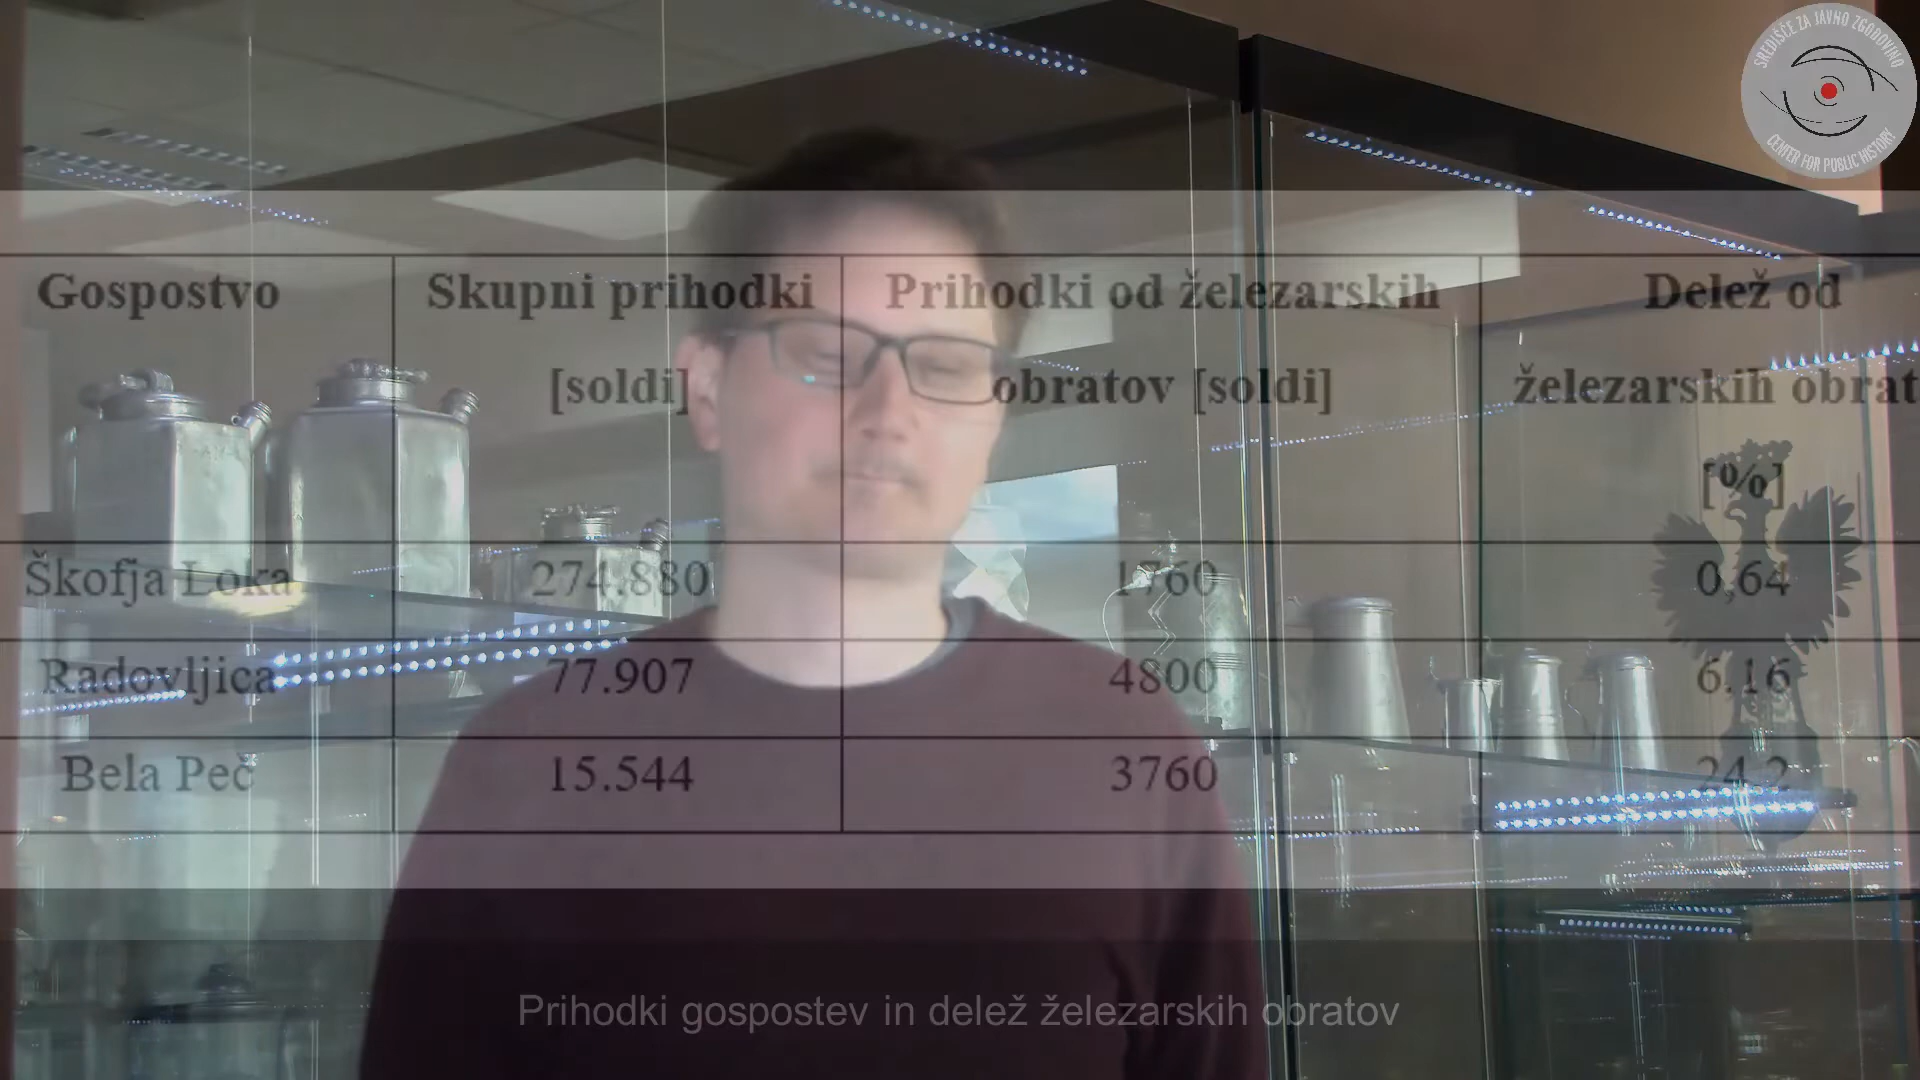 SREDIŠČE ZA JAVNO ZGODOVINO
CENTER FOR PUBLIC HISTORY
Gospostvo
Skupni prihodki
[soldi]
Prihodki od železarskih
obratov [soldi]
Delež od
železarskih obrat
[%]
Škofja Loka 274.880 1760 0,64
Radovljica 77.907 4800 6,16
Bela Peč 15.544 3760 24,2
Prihodki gospostev in delež železarskih obratov